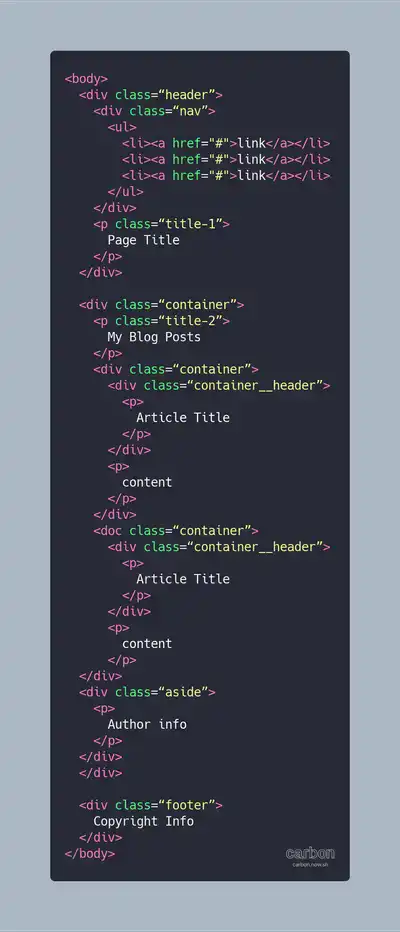 <body>
  <div class=“header”>
    <div class=“nav”>
      <ul>
        <li><a href="#">link</a></li>
        <li><a href="#">link</a></li>
        <li><a href="#">link</a></li>
      </ul>
    </div>
    <p class=“title-1”>
      Page Title
    </p>
  </div>

  <div class=“container”>
    <p class=“title-2”>
      My Blog Posts
    </p>
    <div class=“container”>
      <div class=“container__header”>
        <p>
          Article Title
        </p>
      </div>
      <p>
        content
      </p>
    </div>
    <doc class=“container”>
      <div class=“container__header”>
        <p>
          Article Title
        </p>
      </div>
      <p>
        content
      </p>
  </div>
  <div class=“aside”>
    <p>
      Author info
    </p>
  </div>
  </div>

  <div class=“footer”>
    Copyright Info
  </div>
</body>
carbon
carbon.now.sh